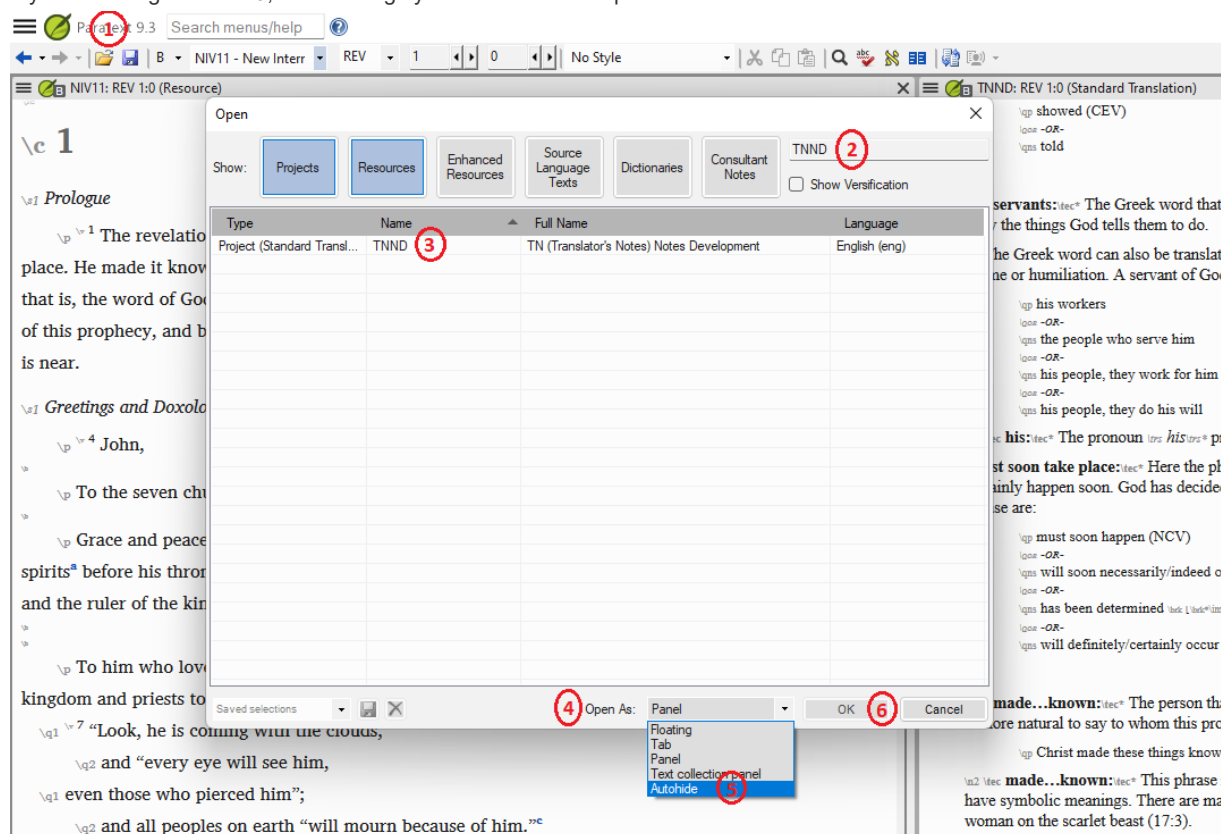 1
Paratext 9.3 Search menus/help ?
B NIV11 - New Interr REV 1 0 No Style
NIV11: REV 1:0 (Resource)
TNND: REV 1:0 (Standard Translation)
\c 1
\s1 Prologue
\p \v 1 The revelatio
place. He made it know
that is, the word of Go
of this prophecy, and b
is near.
\s1 Greetings and Doxolo
\p \v 4 John,
\b
\p To the seven chu
\b
\p Grace and peace
spirits a before his thron
and the ruler of the kin
\b
\b
\p To him who love
kingdom and priests to
\q1 \v 7 “Look, he is coming with the clouds,
\q2 and “every eye will see him,
\q1 even those who pierced him”;
\q2 and all peoples on earth “will mourn because of him.” c
Open
Show: Projects Resources Enhanced Resources Source Language Texts Dictionaries Consultant Notes
TNND 2
Show Versification
Type Name Full Name Language
Project (Standard Transl... TNND 3 TN (Translator's Notes) Notes Development English (eng)
Saved selections
4 Open As: Panel OK 6 Cancel
Floating
Tab
Panel
Text collection panel
Autohide 5
\qp showed (CEV)
-OR-
\qns told
servants:\tec* The Greek word that
the things God tells them to do.
he Greek word can also be translat
ne or humiliation. A servant of Go
\qp his workers
-OR-
\qns the people who serve him
-OR-
\qns his people, they work for him
-OR-
\qns his people, they do his will
his:\tec* The pronoun \trs his\trs* p
st soon take place:\tec* Here the ph
ainly happen soon. God has decide
se are:
\qp must soon happen (NCV)
-OR-
\qns will soon necessarily/indeed o
-OR-
\qns has been determined
-OR-
\qns will definitely/certainly occur
made…known:\tec* The person tha
ore natural to say to whom this pro
\qp Christ made these things know
\n2 \tec made…known:\tec* This phrase
have symbolic meanings. There are ma
woman on the scarlet beast (17:3).